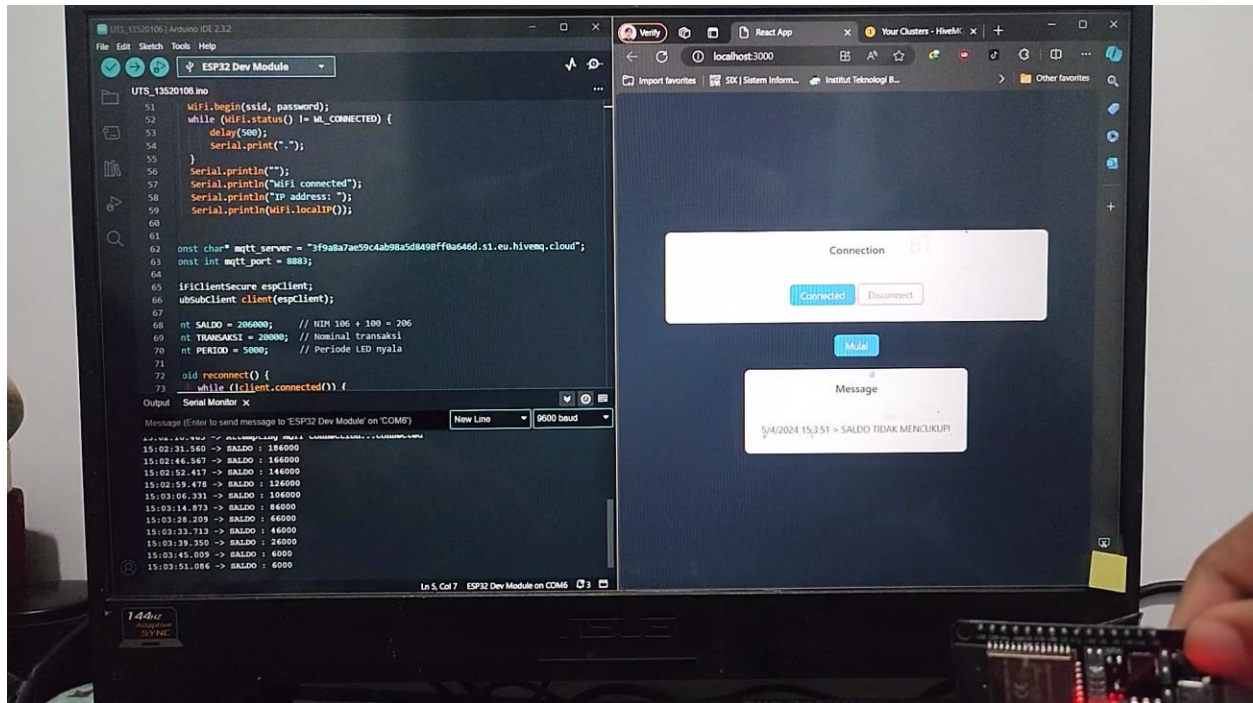 UTS_13520106 | Arduino IDE 2.3.2
File Edit Sketch Tools Help
ESP32 Dev Module
UTS_13520106.ino
51 WiFi.begin(ssid, password);
52 while (WiFi.status() != WL_CONNECTED) {
53 delay(500);
54 Serial.print(".");
55 }
56 Serial.println("");
57 Serial.println("WiFi connected");
58 Serial.println("IP address: ");
59 Serial.println(WiFi.localIP());
60
61
62 onst char* mqtt_server = "3f9a8a7ae59c4ab98a5d8498ff0a646d.s1.eu.hivemq.cloud";
63 onst int mqtt_port = 8883;
64
65 iFiClientSecure espClient;
66 ubSubClient client(espClient);
67
68 nt SALDO = 206000; // NIM 106 + 100 = 206
69 nt TRANSAKSI = 20000; // Nominal transaksi
70 nt PERIOD = 5000; // Periode LED nyala
71
72 oid reconnect() {
73 while (!client.connected()) {
Output Serial Monitor x
Message (Enter to send message to 'ESP32 Dev Module' on 'COM6')
New Line
9600 baud
15:02:31.560 -> SALDO : 186000
15:02:46.567 -> SALDO : 166000
15:02:52.417 -> SALDO : 146000
15:02:59.478 -> SALDO : 126000
15:03:06.331 -> SALDO : 106000
15:03:14.873 -> SALDO : 86000
15:03:28.209 -> SALDO : 66000
15:03:33.713 -> SALDO : 46000
15:03:39.350 -> SALDO : 26000
15:03:45.009 -> SALDO : 6000
15:03:51.086 -> SALDO : 6000
Ln 5, Col 7 ESP32 Dev Module on COM6 3
Verify
React App
Your Clusters - HiveMC
localhost:3000
Import favorites
SIX | Sistem Inform...
Institut Teknologi B...
Other favorites
Connection
Connected
Disconnect
Mulai
Message
5/4/2024 15:3:51 > SALDO TIDAK MENCUKUPI
144Hz
Adaptive
SYNC
ASUS